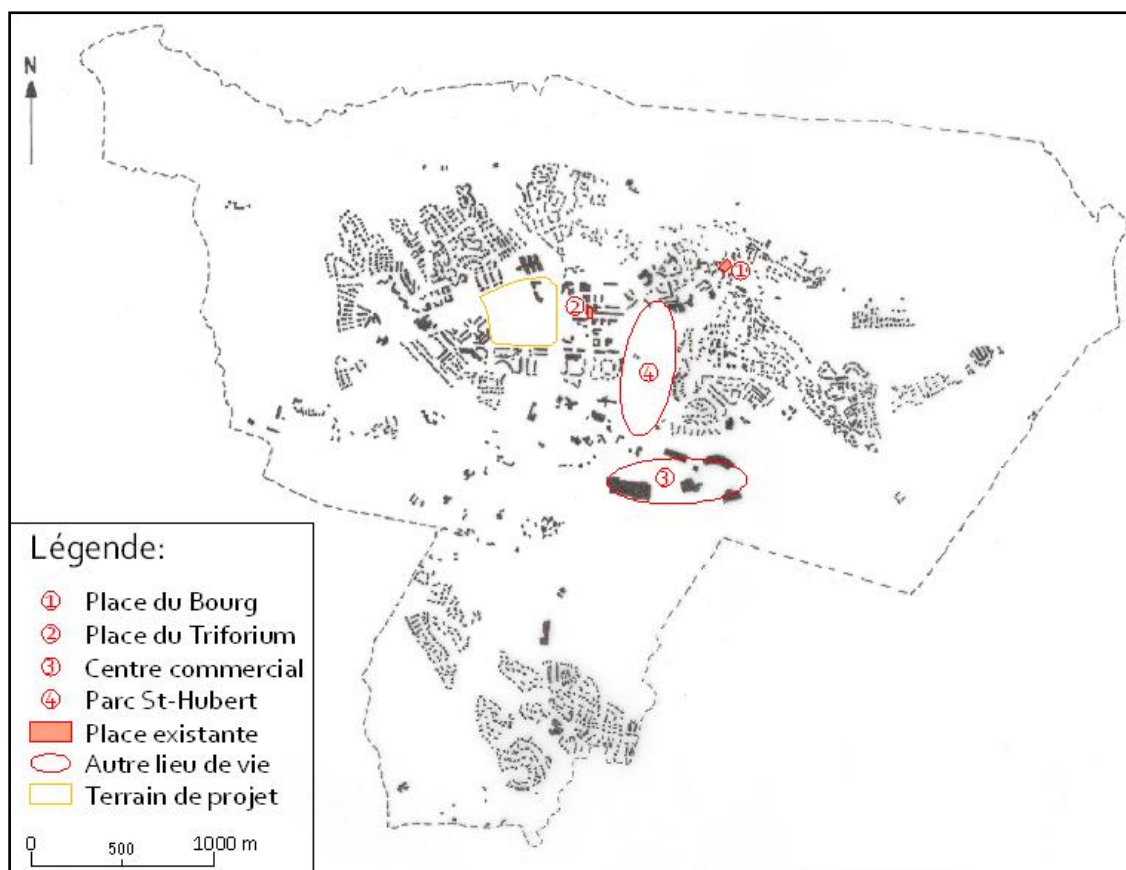 N
①
②
④
③
Légende:
① Place du Bourg
② Place du Triforium
③ Centre commercial
④ Parc St-Hubert
Place existante
Autre lieu de vie
Terrain de projet
0 500 1000 m